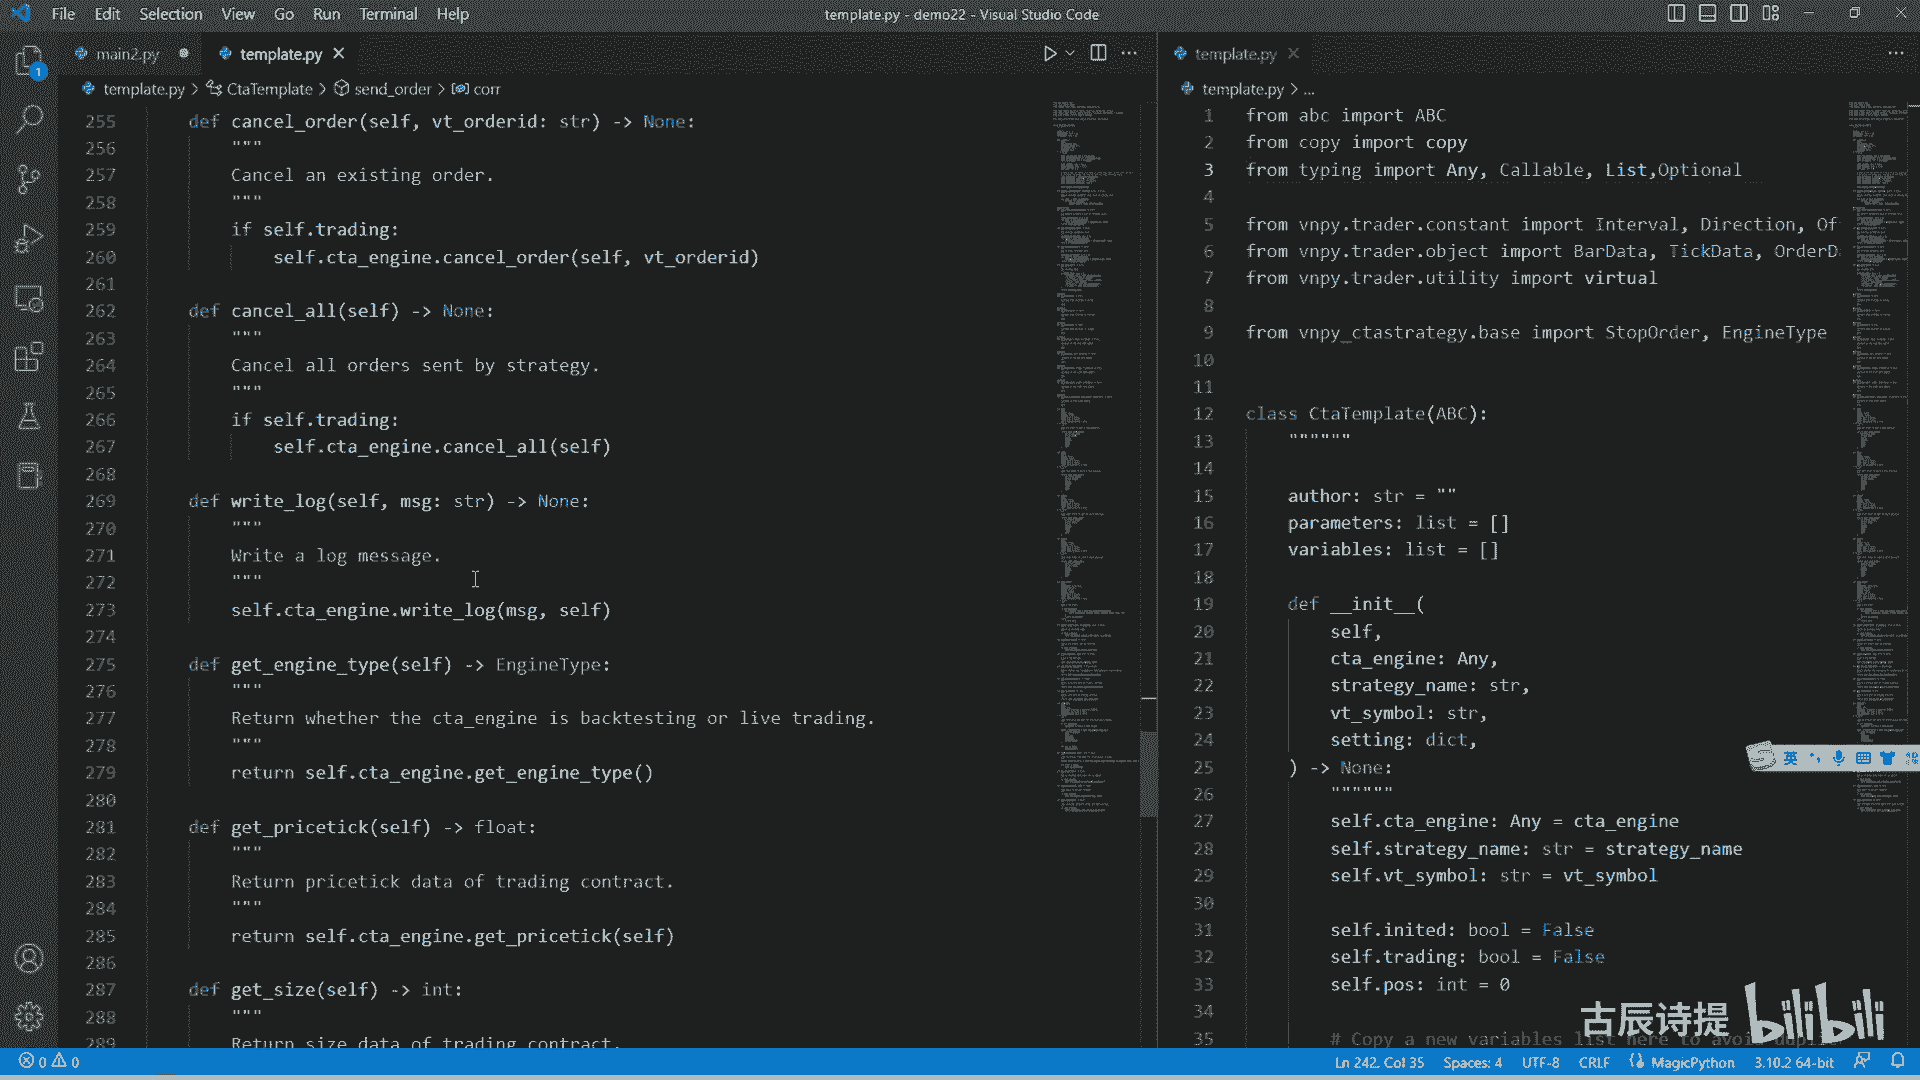 File Edit Selection View Go Run Terminal Help
template.py - demo22 - Visual Studio Code
main2.py
template.py
template.py > CtaTemplate > send_order > corr
255 def cancel_order(self, vt_orderid: str) -> None:
256 """
257 Cancel an existing order.
258 """
259 if self.trading:
260 self.cta_engine.cancel_order(self, vt_orderid)
261
262 def cancel_all(self) -> None:
263 """
264 Cancel all orders sent by strategy.
265 """
266 if self.trading:
267 self.cta_engine.cancel_all(self)
268
269 def write_log(self, msg: str) -> None:
270 """
271 Write a log message.
272 """
273 self.cta_engine.write_log(msg, self)
274
275 def get_engine_type(self) -> EngineType:
276 """
277 Return whether the cta_engine is backtesting or live trading.
278 """
279 return self.cta_engine.get_engine_type()
280
281 def get_pricetick(self) -> float:
282 """
283 Return pricetick data of trading contract.
284 """
285 return self.cta_engine.get_pricetick(self)
286
287 def get_size(self) -> int:
288 """
289 Return size data of trading contract.
template.py
template.py > ...
1 from abc import ABC
2 from copy import copy
3 from typing import Any, Callable, List,Optional
4
5 from vnpy.trader.constant import Interval, Direction, Of
6 from vnpy.trader.object import BarData, TickData, OrderD
7 from vnpy.trader.utility import virtual
8
9 from vnpy_ctastrategy.base import StopOrder, EngineType
10
11
12 class CtaTemplate(ABC):
13 """"""
14
15 author: str = ""
16 parameters: list = []
17 variables: list = []
18
19 def __init__(
20 self,
21 cta_engine: Any,
22 strategy_name: str,
23 vt_symbol: str,
24 setting: dict,
25 ) -> None:
26 """"""
27 self.cta_engine: Any = cta_engine
28 self.strategy_name: str = strategy_name
29 self.vt_symbol: str = vt_symbol
30
31 self.inited: bool = False
32 self.trading: bool = False
33 self.pos: int = 0
34
35 # Copy a new variables list here to avoid
1
英
古辰诗提 bilibili
0 0
Ln 242, Col 35 Spaces: 4 UTF-8 CRLF MagicPython 3.10.2 64-bit